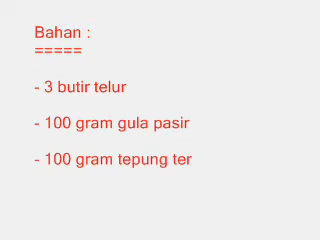 Bahan :
=====
- 3 butir telur
- 100 gram gula pasir
- 100 gram tepung ter